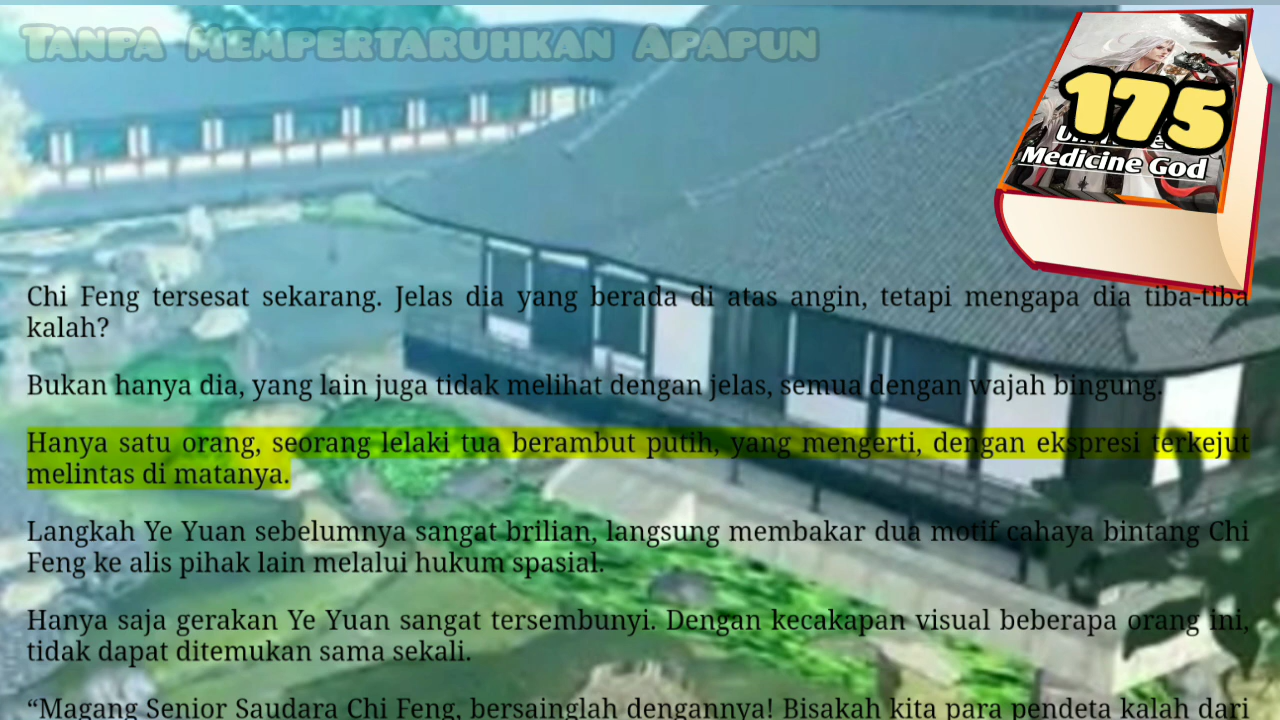 Tanpa Mempertaruhkan Apapun
175
Medicine God
Chi Feng tersesat sekarang. Jelas dia yang berada di atas angin, tetapi mengapa dia tiba-tiba
kalah?
Bukan hanya dia, yang lain juga tidak melihat dengan jelas, semua dengan wajah bingung.
Hanya satu orang, seorang lelaki tua berambut putih, yang mengerti, dengan ekspresi terkejut
melintas di matanya.
Langkah Ye Yuan sebelumnya sangat brilian, langsung membakar dua motif cahaya bintang Chi
Feng ke alis pihak lain melalui hukum spasial.
Hanya saja gerakan Ye Yuan sangat tersembunyi. Dengan kecakapan visual beberapa orang ini,
tidak dapat ditemukan sama sekali.
“Magang Senior Saudara Chi Feng, bersainglah dengannya! Bisakah kita para pendeta kalah dari